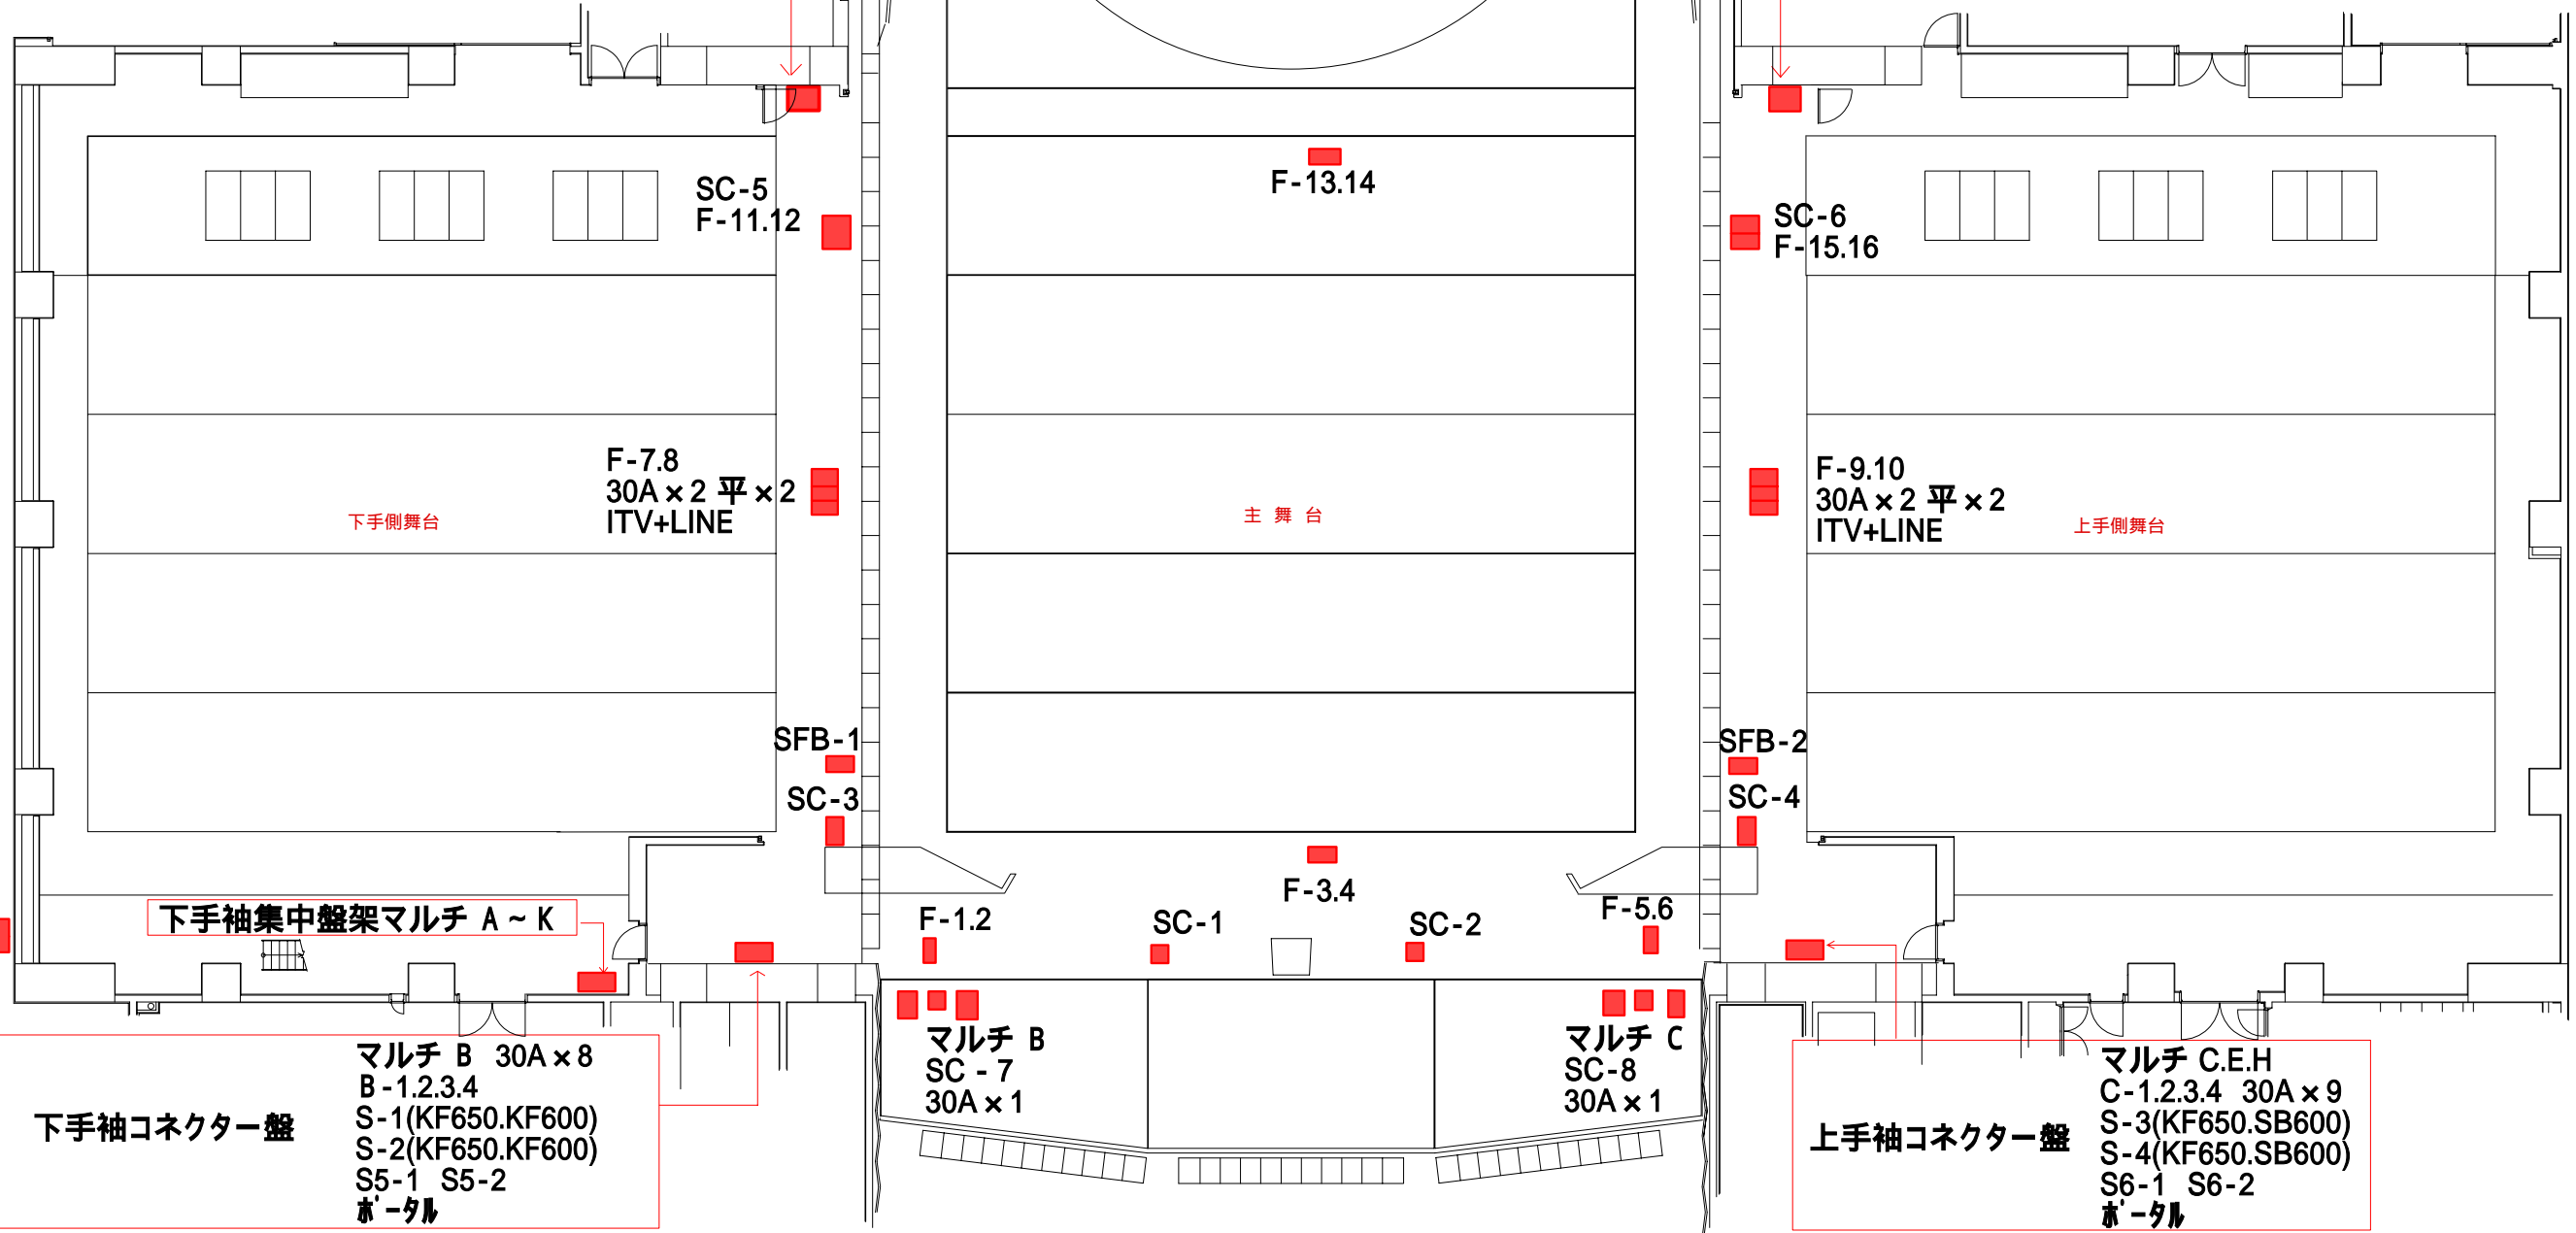 SC-5
F-11.12
F-13.14
SC-6
F-15.16
F-7.8
30A×2 平×2
ITV+LINE
下手側舞台
主 舞 台
F-9.10
30A×2 平×2
ITV+LINE
上手側舞台
SFB-1
SC-3
SFB-2
SC-4
F-3.4
下手袖集中盤架マルチ A~K
F-1.2
SC-1
SC-2
F-5.6
マルチ B
SC-7
30A×1
マルチ C
SC-8
30A×1
下手袖コネクター盤
マルチ B 30A×8
B-1.2.3.4
S-1(KF650.KF600)
S-2(KF650.KF600)
S5-1 S5-2
ポータル
上手袖コネクター盤
マルチ C.E.H
C-1.2.3.4 30A×9
S-3(KF650.SB600)
S-4(KF650.SB600)
S6-1 S6-2
ポータル